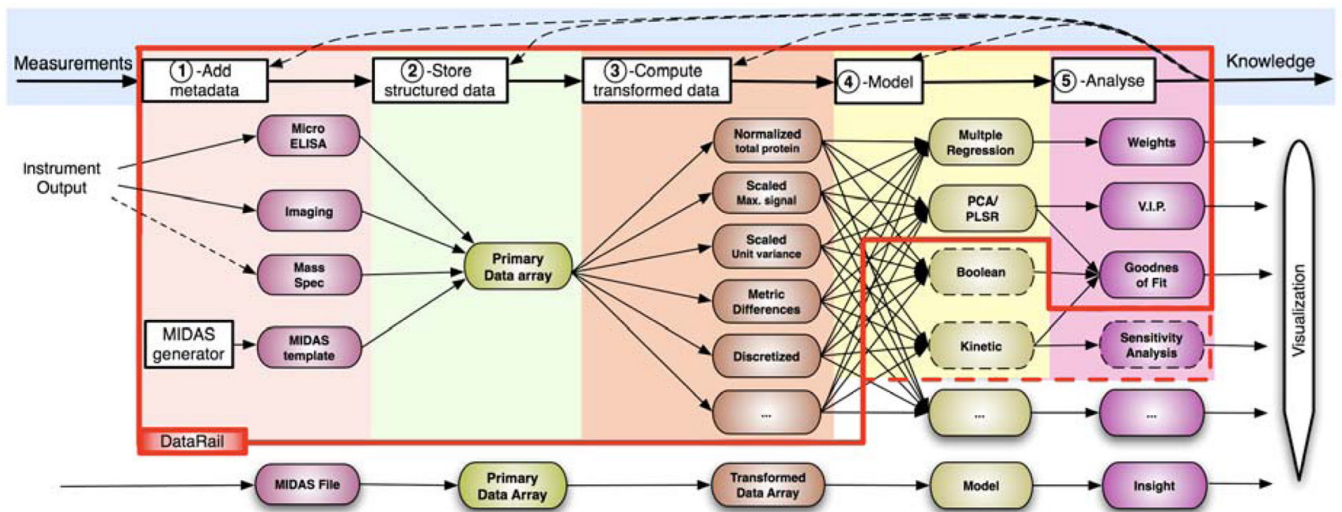 Measurements
①-Add
metadata
②-Store
structured data
③-Compute
transformed data
④-Model
⑤-Analyse
Knowledge
Instrument
Output
Micro
ELISA
Imaging
Mass
Spec
MIDAS
generator
MIDAS
template
Primary
Data array
Normalized
total protein
Scaled
Max. signal
Scaled
Unit variance
Metric
Differences
Discretized
...
Multple
Regression
PCA/
PLSR
Boolean
Kinetic
...
Weights
V.I.P.
Goodnes
of Fit
Sensitivity
Analysis
...
Visualization
DataRail
MIDAS File
Primary
Data Array
Transformed
Data Array
Model
Insight